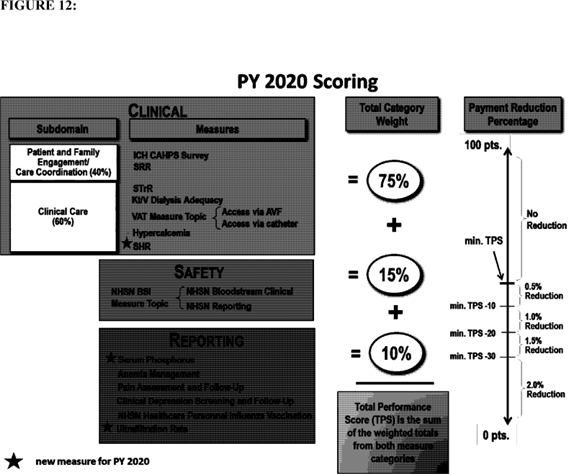 FIGURE 12:
PY 2020 Scoring
CLINICAL
Subdomain
Measures
Patient and Family
Engagement/
Care Coordination (40%)
ICH CAHPS Survey
SRR
Clinical Care
(60%)
STrR
Kt/V Dialysis Adequacy
VAT Measure Topic
Access via AVF
Access via catheter
Hypercalcemia
SHR
SAFETY
NHSN BSI
Measure Topic
NHSN Bloodstream Clinical
NHSN Reporting
REPORTING
Serum Phosphorus
Anemia Management
Pain Assessment and Follow-Up
Clinical Depression Screening and Follow-Up
NHSN Healthcare Personnel Influenza Vaccination
Ultrafiltration Rate
new measure for PY 2020
Total Category
Weight
= 75%
+
= 15%
+
= 10%
Total Performance
Score (TPS) is the sum
of the weighted totals
from both measure
categories
Payment Reduction
Percentage
100 pts.
No
Reduction
min. TPS
0.5%
Reduction
min. TPS -10
1.0%
Reduction
min. TPS -20
1.5%
Reduction
min. TPS -30
2.0%
Reduction
0 pts.